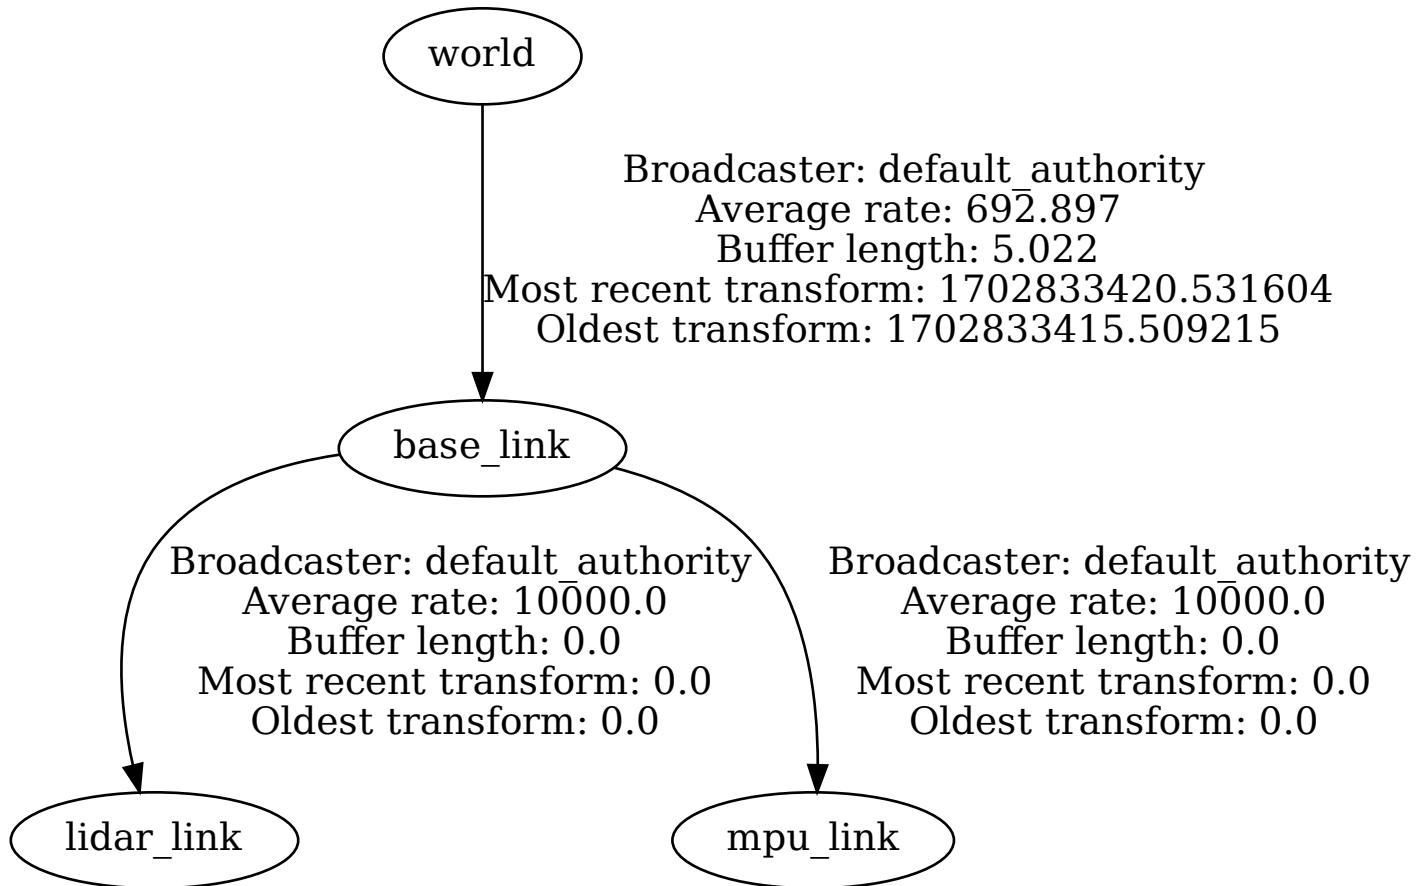 world
Broadcaster: default_authority
Average rate: 692.897
Buffer length: 5.022
Most recent transform: 1702833420.531604
Oldest transform: 1702833415.509215
base_link
Broadcaster: default_authority
Average rate: 10000.0
Buffer length: 0.0
Most recent transform: 0.0
Oldest transform: 0.0
Broadcaster: default_authority
Average rate: 10000.0
Buffer length: 0.0
Most recent transform: 0.0
Oldest transform: 0.0
lidar_link
mpu_link